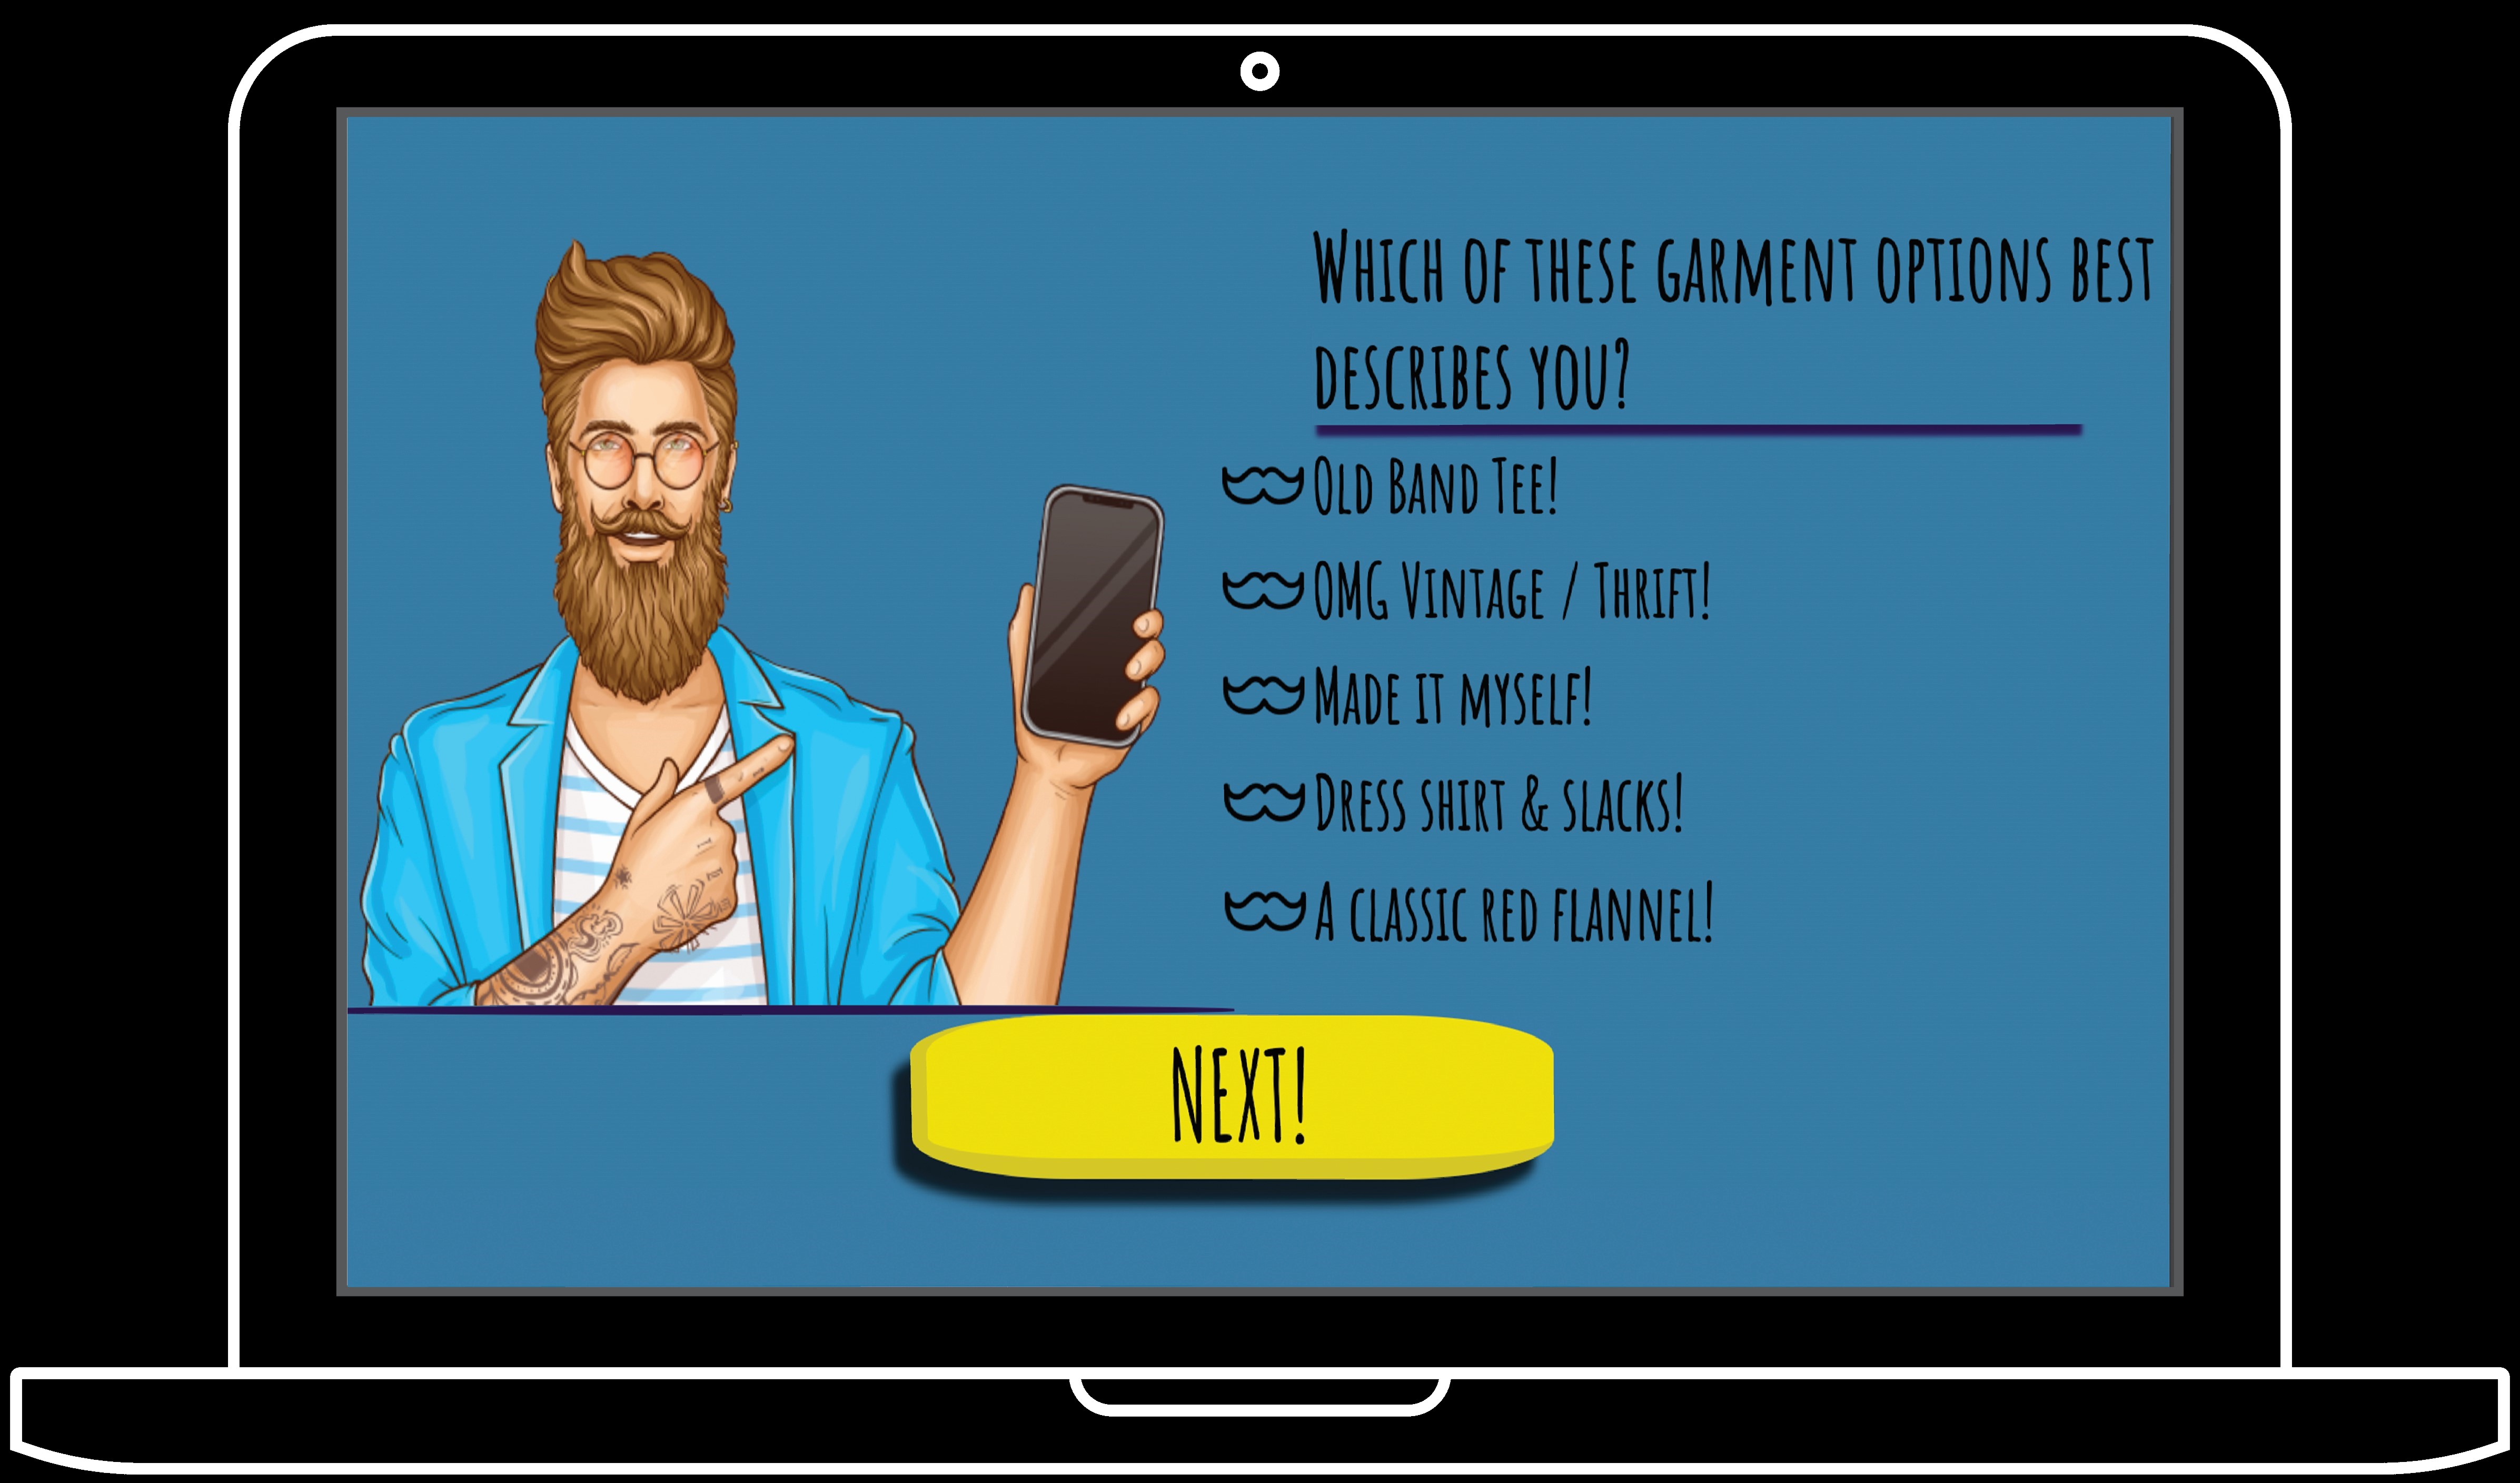 Which of these garment options best
describes you?
Old Band Tee!
OMG Vintage / Thrift!
Made it myself!
Dress shirt & slacks!
A classic red flannel!
Next!